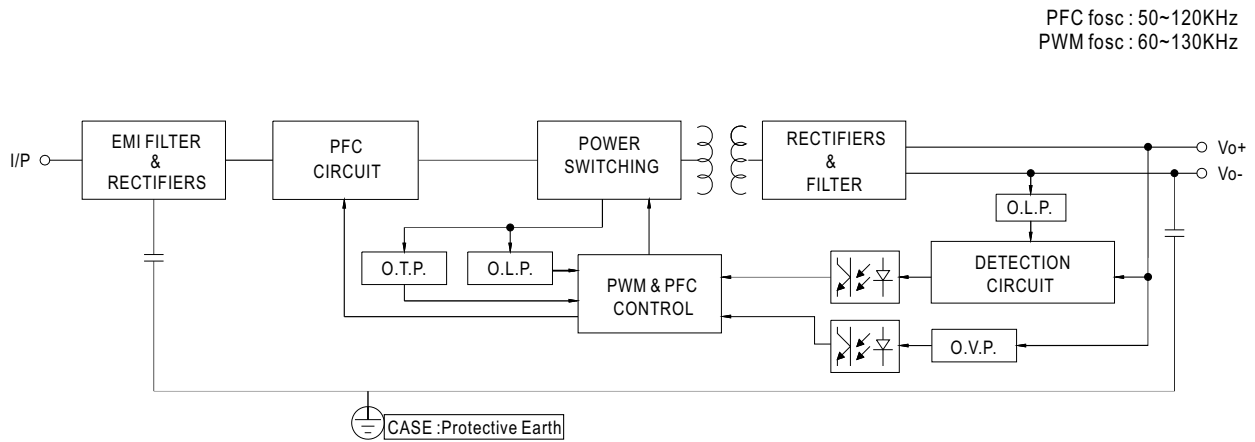 PFC fosc : 50~120KHz
PWM fosc : 60~130KHz
I/P
EMI FILTER
&
RECTIFIERS
PFC
CIRCUIT
POWER
SWITCHING
RECTIFIERS
&
FILTER
Vo+
Vo-
O.L.P.
O.T.P.
O.L.P.
PWM & PFC
CONTROL
DETECTION
CIRCUIT
O.V.P.
CASE :Protective Earth